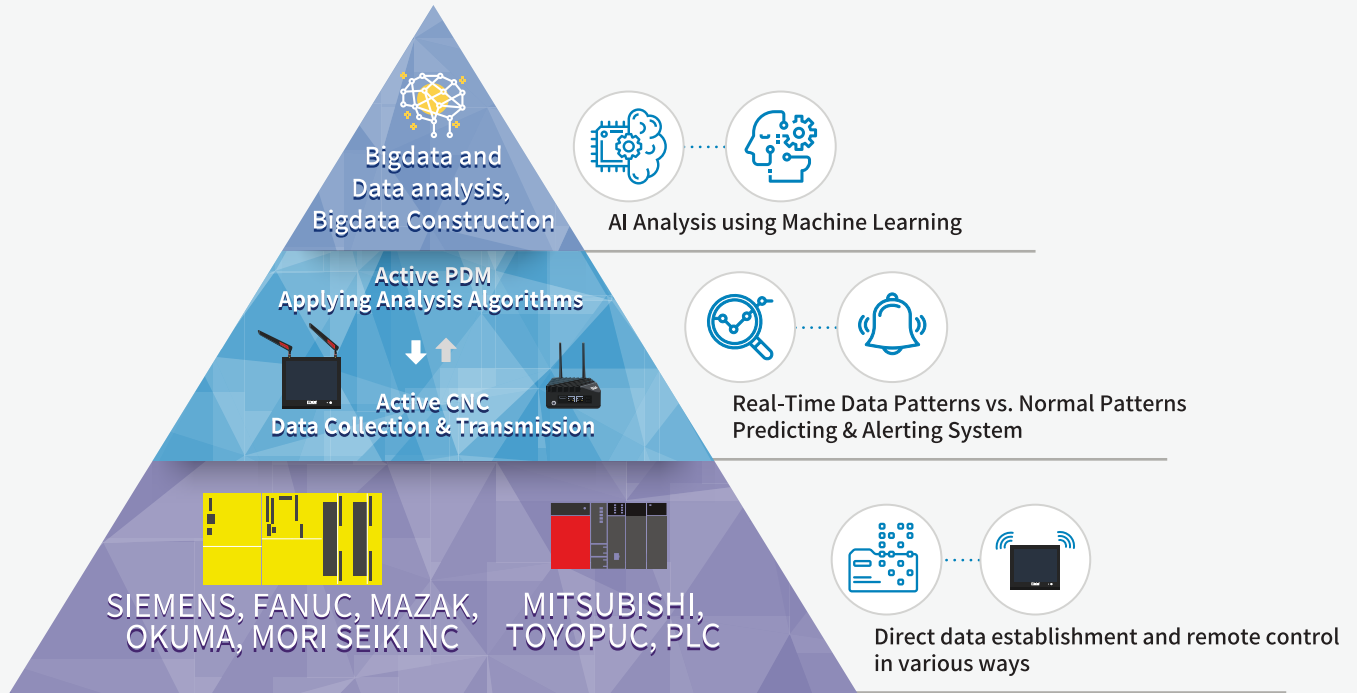 Bigdata and
Data analysis,
Bigdata Construction
AI Analysis using Machine Learning
Active PDM
Applying Analysis Algorithms
Active CNC
Data Collection & Transmission
Real-Time Data Patterns vs. Normal Patterns
Predicting & Alerting System
SIEMENS, FANUC, MAZAK,
OKUMA, MORI SEIKI NC
MITSUBISHI,
TOYOPUC, PLC
Direct data establishment and remote control
in various ways